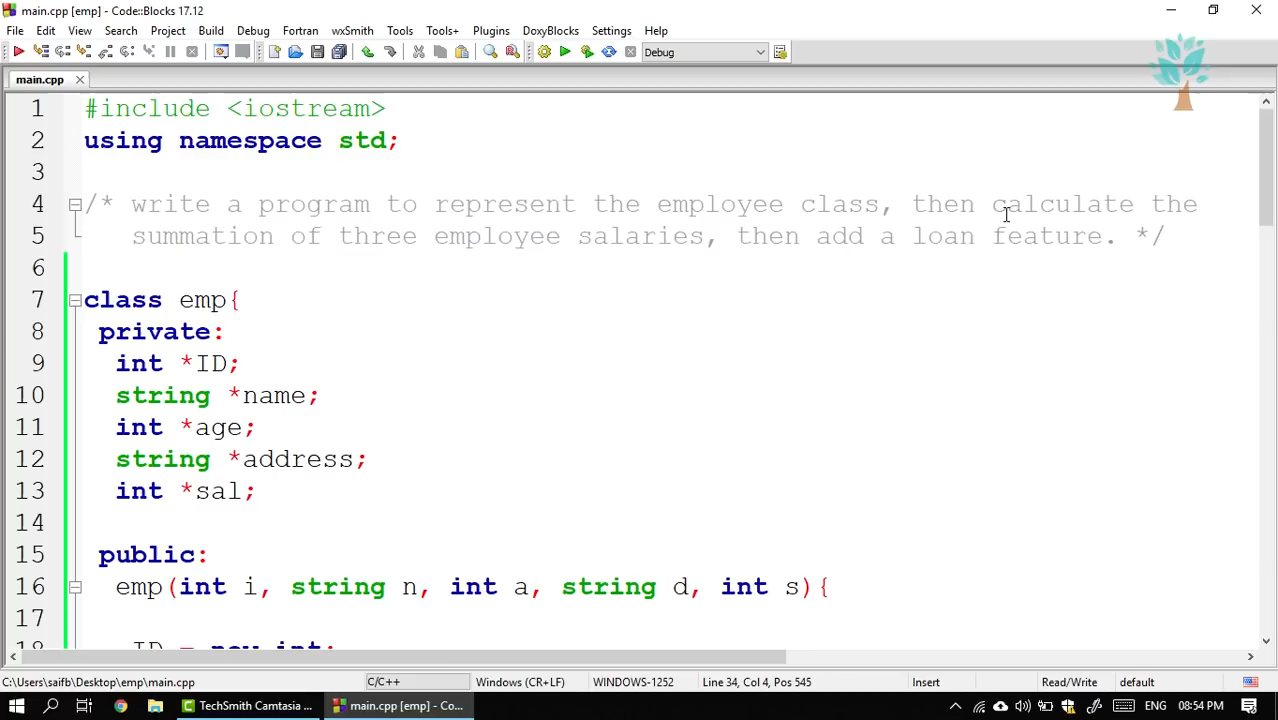 main.cpp [emp] - Code::Blocks 17.12
File Edit View Search Project Build Debug Fortran wxSmith Tools Tools+ Plugins DoxyBlocks Settings Help
Debug
main.cpp
1 #include <iostream>
2 using namespace std;
3
4 /* write a program to represent the employee class, then calculate the
5 summation of three employee salaries, then add a loan feature. */
6
7 class emp{
8 private:
9 int *ID;
10 string *name;
11 int *age;
12 string *address;
13 int *sal;
14
15 public:
16 emp(int i, string n, int a, string d, int s){
17
18 ID = new int;
C:\Users\saifb\Desktop\emp\main.cpp C/C++ Windows (CR+LF) WINDOWS-1252 Line 34, Col 4, Pos 545 Insert Read/Write default
TechSmith Camtasia ... main.cpp [emp] - Co... ENG 08:54 PM